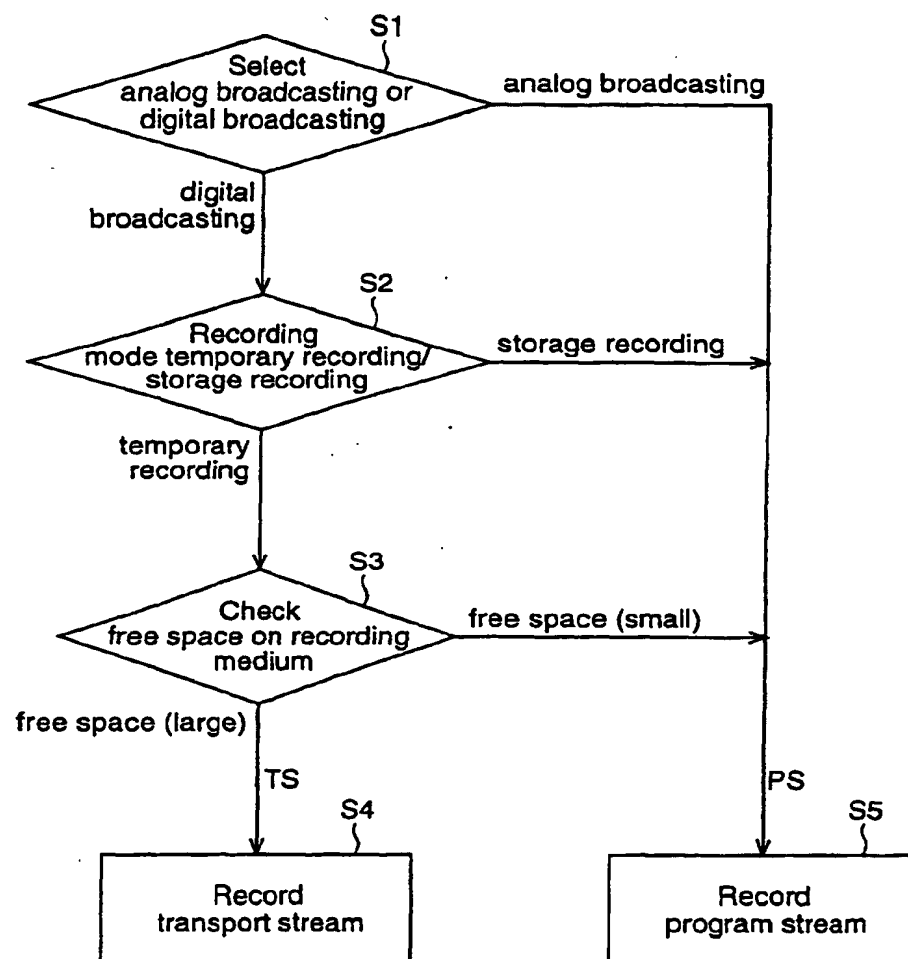 S1
Select
analog broadcasting or
digital broadcasting
analog broadcasting
digital
broadcasting
S2
Recording
mode temporary recording/
storage recording
storage recording
temporary
recording
S3
Check
free space on recording
medium
free space (small)
free space (large)
TS
PS
S4
S5
Record
transport stream
Record
program stream